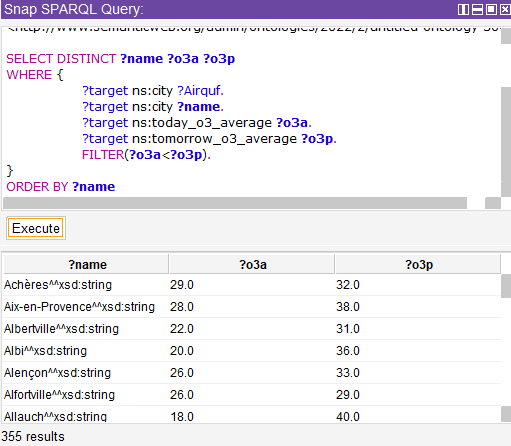 Snap SPARQL Query:
<http://www.semanticweb.org/admin/ontologies/2022/2/untitled-ontology-
SELECT DISTINCT ?name ?o3a ?o3p
WHERE {
?target ns:city ?Airquf.
?target ns:city ?name.
?target ns:today_o3_average ?o3a.
?target ns:tomorrow_o3_average ?o3p.
FILTER(?o3a<?o3p).
}
ORDER BY ?name
Execute
?name ?o3a ?o3p
Achères^^xsd:string 29.0 32.0
Aix-en-Provence^^xsd:string 28.0 38.0
Albertville^^xsd:string 22.0 31.0
Albi^^xsd:string 20.0 36.0
Alençon^^xsd:string 26.0 33.0
Alfortville^^xsd:string 26.0 29.0
Allauch^^xsd:string 18.0 40.0
355 results